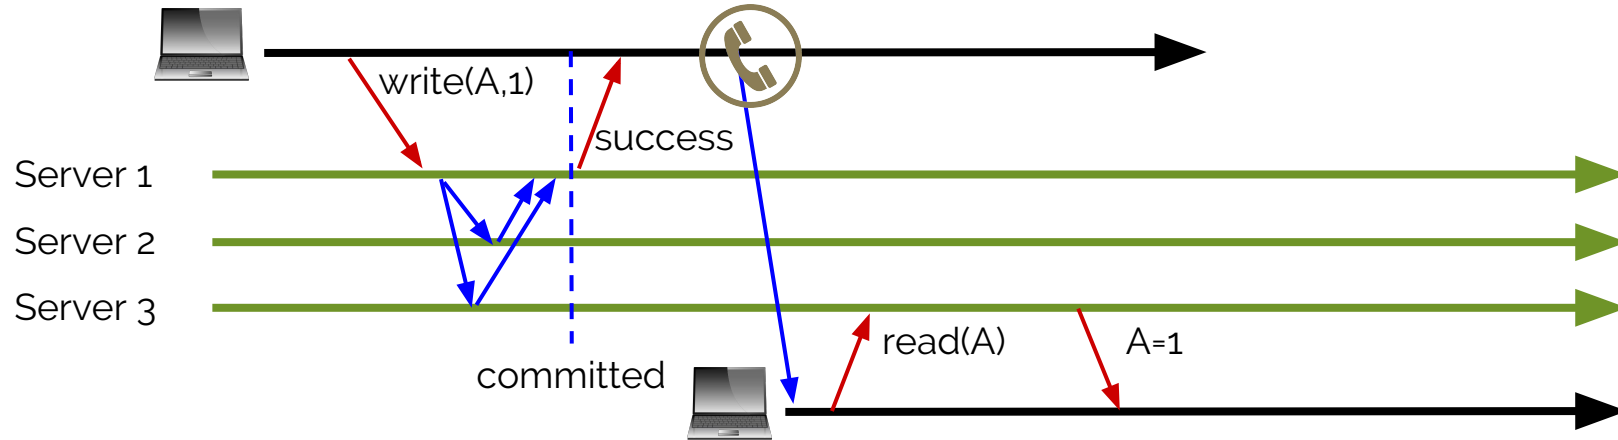 write(A,1)
success
Server 1
Server 2
Server 3
read(A)
A=1
committed